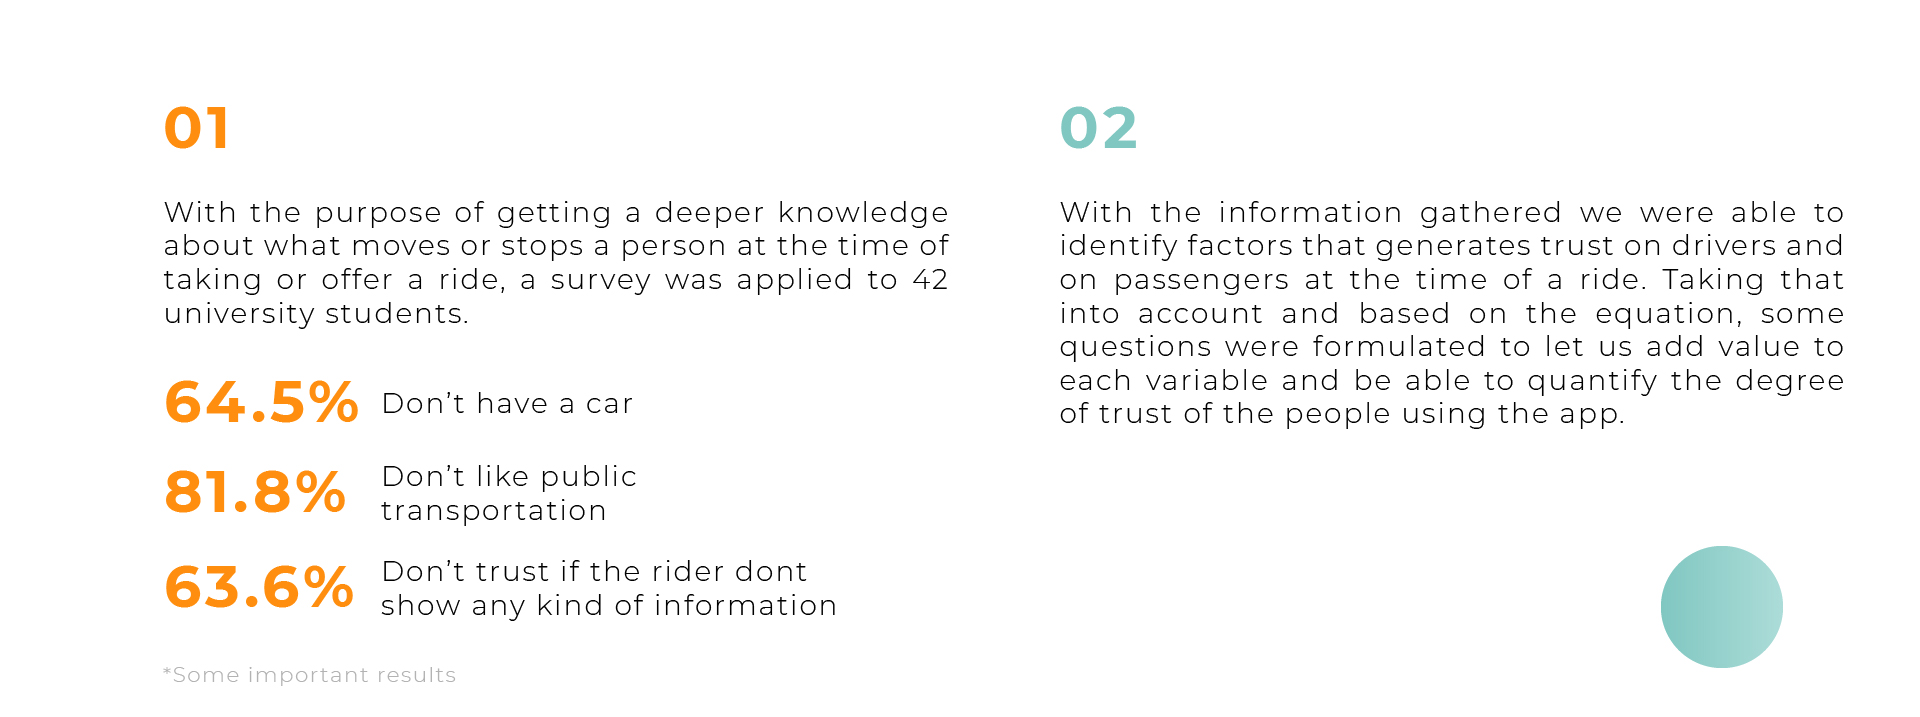 01
With the purpose of getting a deeper knowledge
about what moves or stops a person at the time of
taking or offer a ride, a survey was applied to 42
university students.
64.5% Don’t have a car
81.8% Don’t like public
transportation
63.6% Don’t trust if the rider dont
show any kind of information
*Some important results
02
With the information gathered we were able to
identify factors that generates trust on drivers and
on passengers at the time of a ride. Taking that
into account and based on the equation, some
questions were formulated to let us add value to
each variable and be able to quantify the degree
of trust of the people using the app.